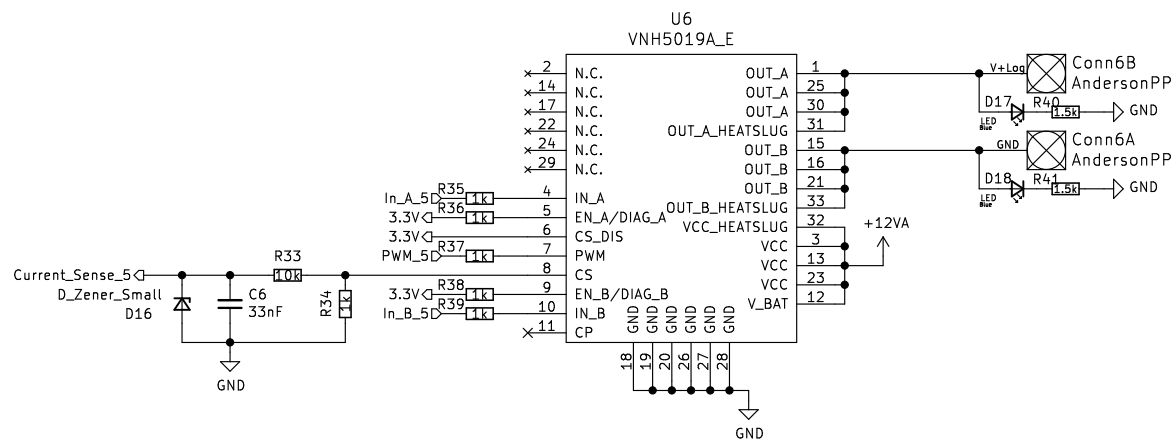 U6
VNH5019A_E
2 N.C.
14 N.C.
17 N.C.
22 N.C.
24 N.C.
29 N.C.
In_A_5 R35 1k 4 IN_A
3.3V R36 1k 5 EN_A/DIAG_A
3.3V 6 CS_DIS
PWM_5 R37 1k 7 PWM
Current_Sense_5 R33 10k 8 CS
3.3V R38 1k 9 EN_B/DIAG_B
In_B_5 R39 1k 10 IN_B
11 CP
D_Zener_Small
D16
C6
33nF
R34
1k
GND
OUT_A 1
OUT_A 25
OUT_A 30
OUT_A_HEATSLUG 31
OUT_B 15
OUT_B 16
OUT_B 21
OUT_B_HEATSLUG 33
VCC_HEATSLUG 32
VCC 3
VCC 13
VCC 23
V_BAT 12
+12VA
GND GND GND GND GND GND
18 19 20 26 27 28
GND
V+Log
Conn6B
AndersonPP
D17 R40
LED
Blue
1.5k
GND
GND
Conn6A
AndersonPP
D18 R41
LED
Blue
1.5k
GND